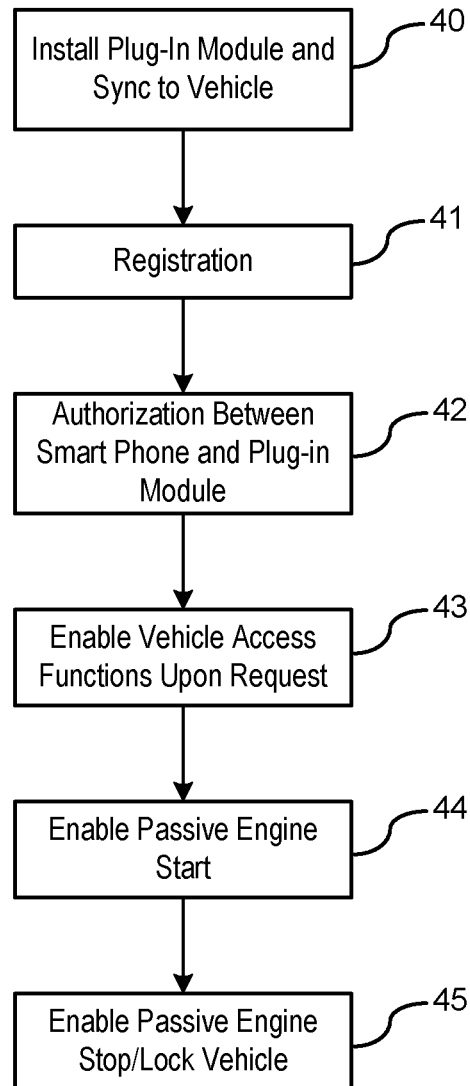 Install Plug-In Module and
Sync to Vehicle
40
Registration
41
Authorization Between
Smart Phone and Plug-in
Module
42
Enable Vehicle Access
Functions Upon Request
43
Enable Passive Engine
Start
44
Enable Passive Engine
Stop/Lock Vehicle
45